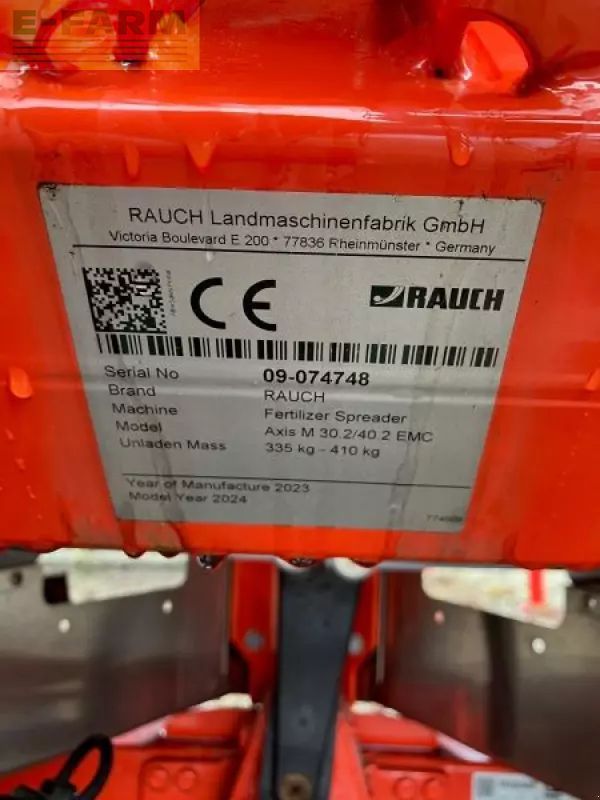 E-FARM
RAUCH Landmaschinenfabrik GmbH
Victoria Boulevard E 200 * 77836 Rheinmünster * Germany
CE
RAUCH
Serial No 09-074748
Brand RAUCH
Machine Fertilizer Spreader
Model Axis M 30.2/40.2 EMC
Unladen Mass 335 kg - 410 kg
Year of Manufacture 2023
Model Year 2024